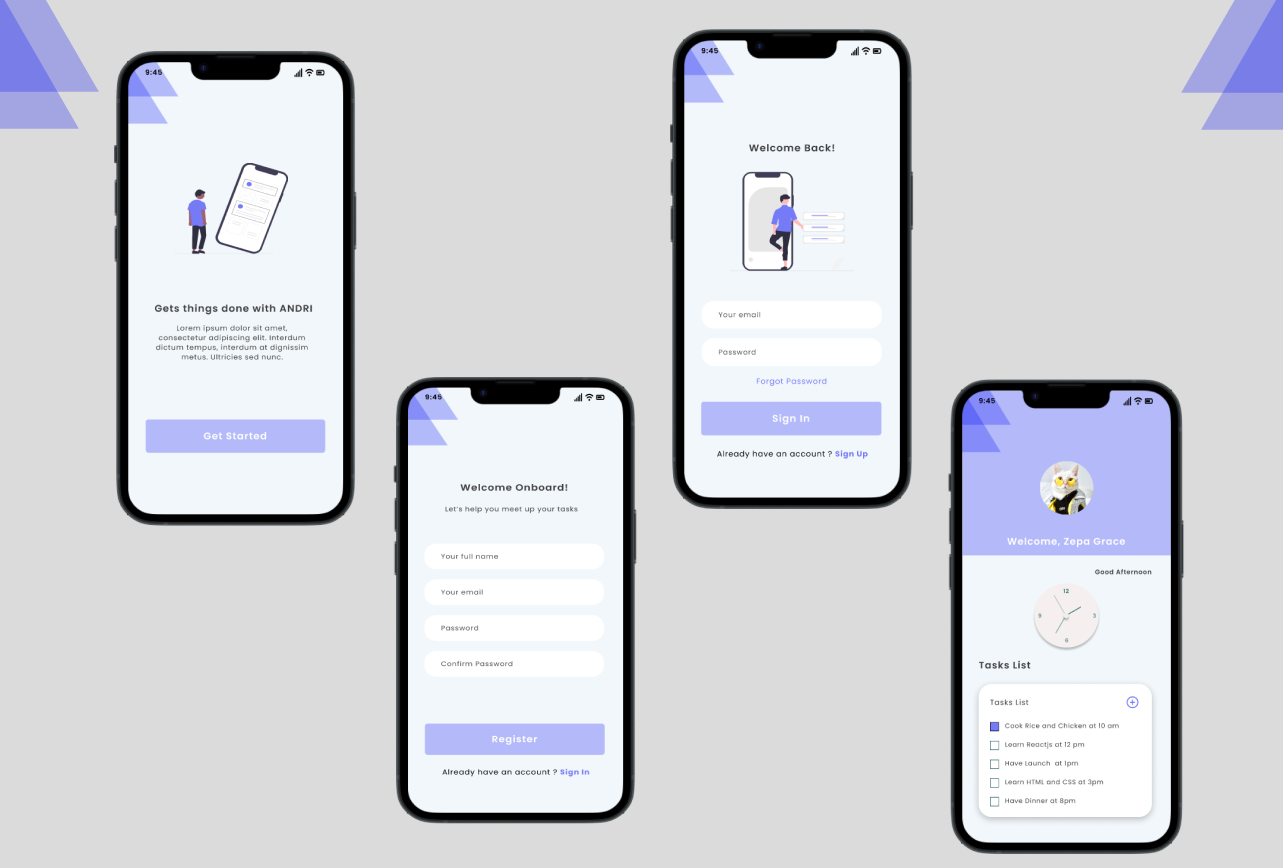 9:45
Gets things done with ANDRI
Lorem ipsum dolor sit amet,
consectetur adipiscing elit. Interdum
dictum tempus, interdum at dignissim
metus. Ultricies sed nunc.
Get Started
9:45
Welcome Onboard!
Let's help you meet up your tasks
Your full name
Your email
Password
Confirm Password
Register
Already have an account ? Sign In
9:45
Welcome Back!
Your email
Password
Forgot Password
Sign In
Already have an account ? Sign Up
9:45
Welcome, Zepa Grace
Good Afternoon
12
9 3
6
Tasks List
Tasks List
Cook Rice and Chicken at 10 am
Learn Reactjs at 12 pm
Have Launch at 1pm
Learn HTML and CSS at 3pm
Have Dinner at 8pm